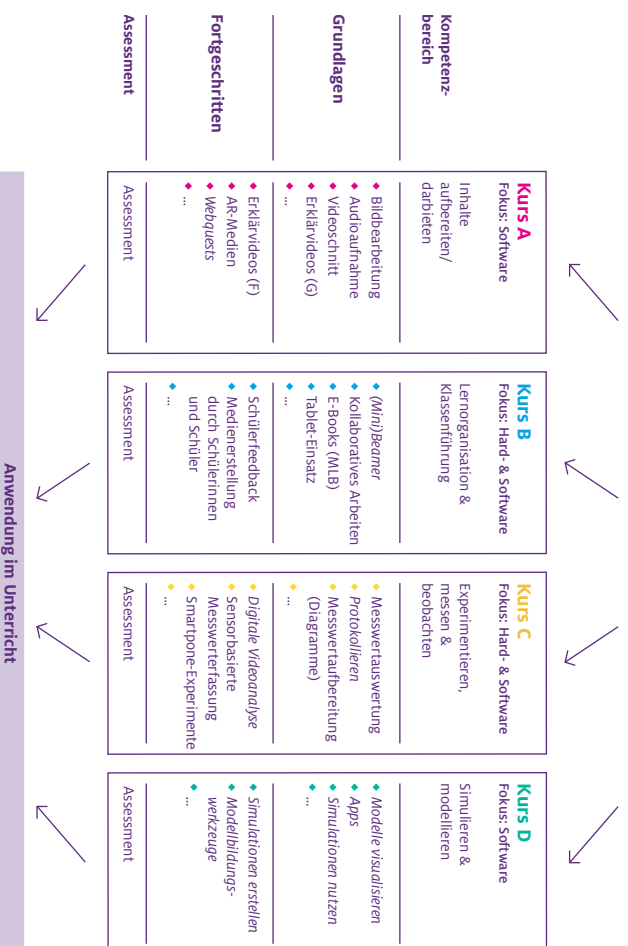 Kompetenz-
bereich
Grundlagen
Fortgeschritten
Assessment
Kurs A
Fokus: Software
Inhalte
aufbereiten/
darbieten
Bildbearbeitung
Audioaufnahme
Videoschnitt
Erklärvideos (G)
...
Erklärvideos (F)
AR-Medien
Webquests
...
Assessment
Kurs B
Fokus: Hard- & Software
Lernorganisation &
Klassenführung
(Mini)Beamer
Kollaboratives Arbeiten
E-Books (MLB)
Tablet-Einsatz
...
Schülerfeedback
Medienerstellung
durch Schülerinnen
und Schüler
...
Assessment
Kurs C
Fokus: Hard- & Software
Experimentieren,
messen &
beobachten
Messwertauswertung
Protokollieren
Messwertaufbereitung
(Diagramme)
...
Digitale Videoanalyse
Sensorbasierte
Messwerterfassung
Smartpone-Experimente
...
Assessment
Kurs D
Fokus: Software
Simulieren &
modellieren
Modelle visualisieren
Apps
Simulationen nutzen
...
Simulationen erstellen
Modellbildungs-
werkzeuge
...
Assessment
Anwendung im Unterricht